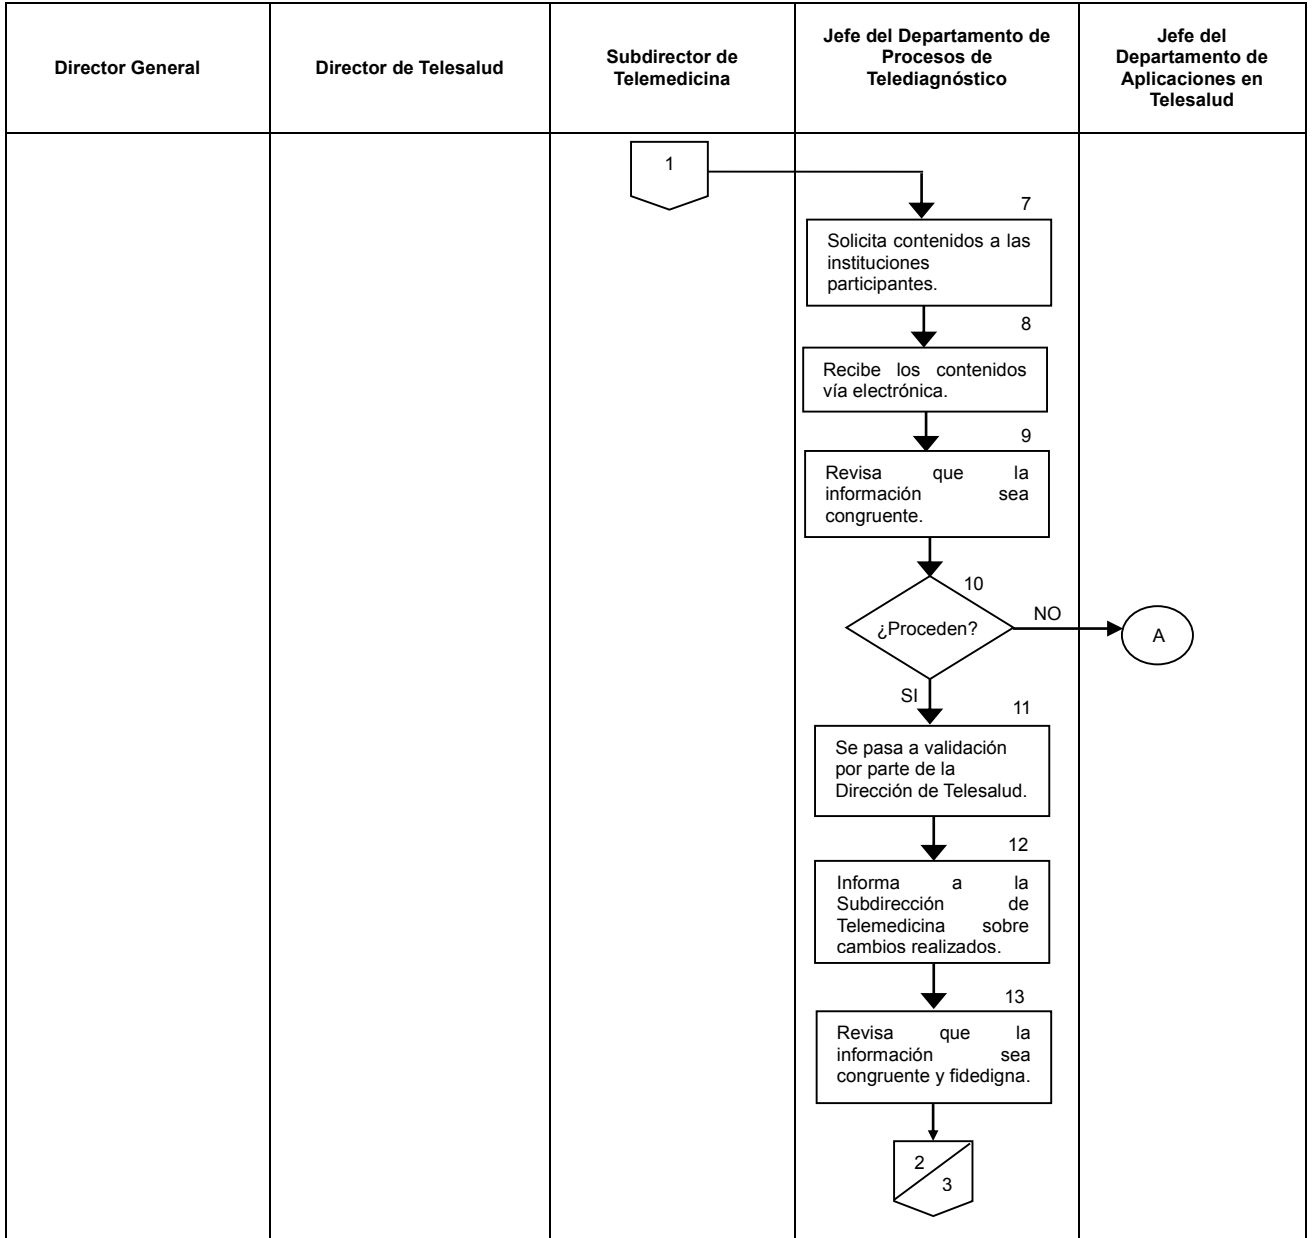 Director General
Director de Telesalud
Subdirector de
Telemedicina
Jefe del Departamento de
Procesos de
Telediagnóstico
Jefe del
Departamento de
Aplicaciones en
Telesalud
1
7
Solicita contenidos a las
instituciones
participantes.
8
Recibe los contenidos
vía electrónica.
9
Revisa que la
información sea
congruente.
10
¿Proceden?
NO
A
SI
11
Se pasa a validación
por parte de la
Dirección de Telesalud.
12
Informa a la
Subdirección de
Telemedicina sobre
cambios realizados.
13
Revisa que la
información sea
congruente y fidedigna.
2
3